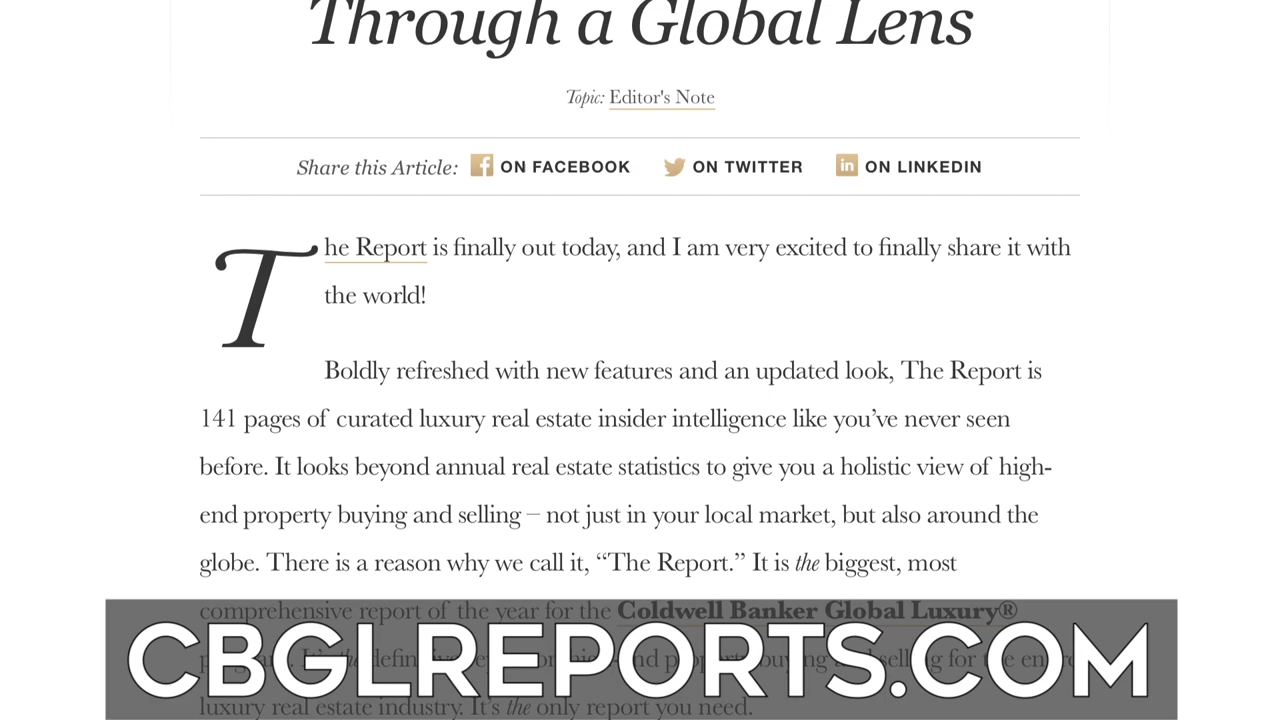 Through a Global Lens
Topic: Editor's Note
Share this Article: ON FACEBOOK ON TWITTER in ON LINKEDIN
The Report is finally out today, and I am very excited to finally share it with
the world!
Boldly refreshed with new features and an updated look, The Report is
141 pages of curated luxury real estate insider intelligence like you’ve never seen
before. It looks beyond annual real estate statistics to give you a holistic view of high-
end property buying and selling – not just in your local market, but also around the
globe. There is a reason why we call it, “The Report.” It is the biggest, most
comprehensive report of the year for the Coldwell Banker Global Luxury®
the buying selling for the
luxury real estate industry. It’s the only report you need.
CBGLREPORTS.COM